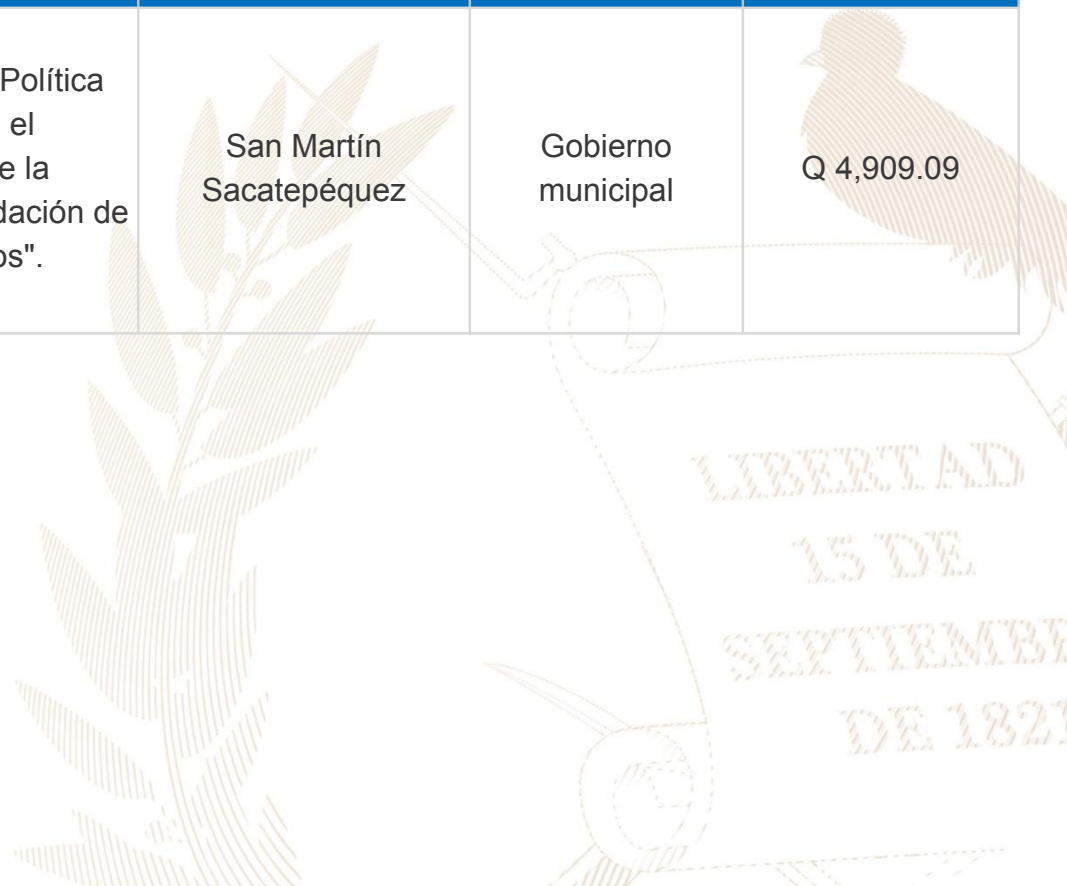 Política
el
e la
dación de
os".
San Martín
Sacatepéquez
Gobierno
municipal
Q 4,909.09
LIBERTAD
15 DE
SEPTIEMB
DE 1821